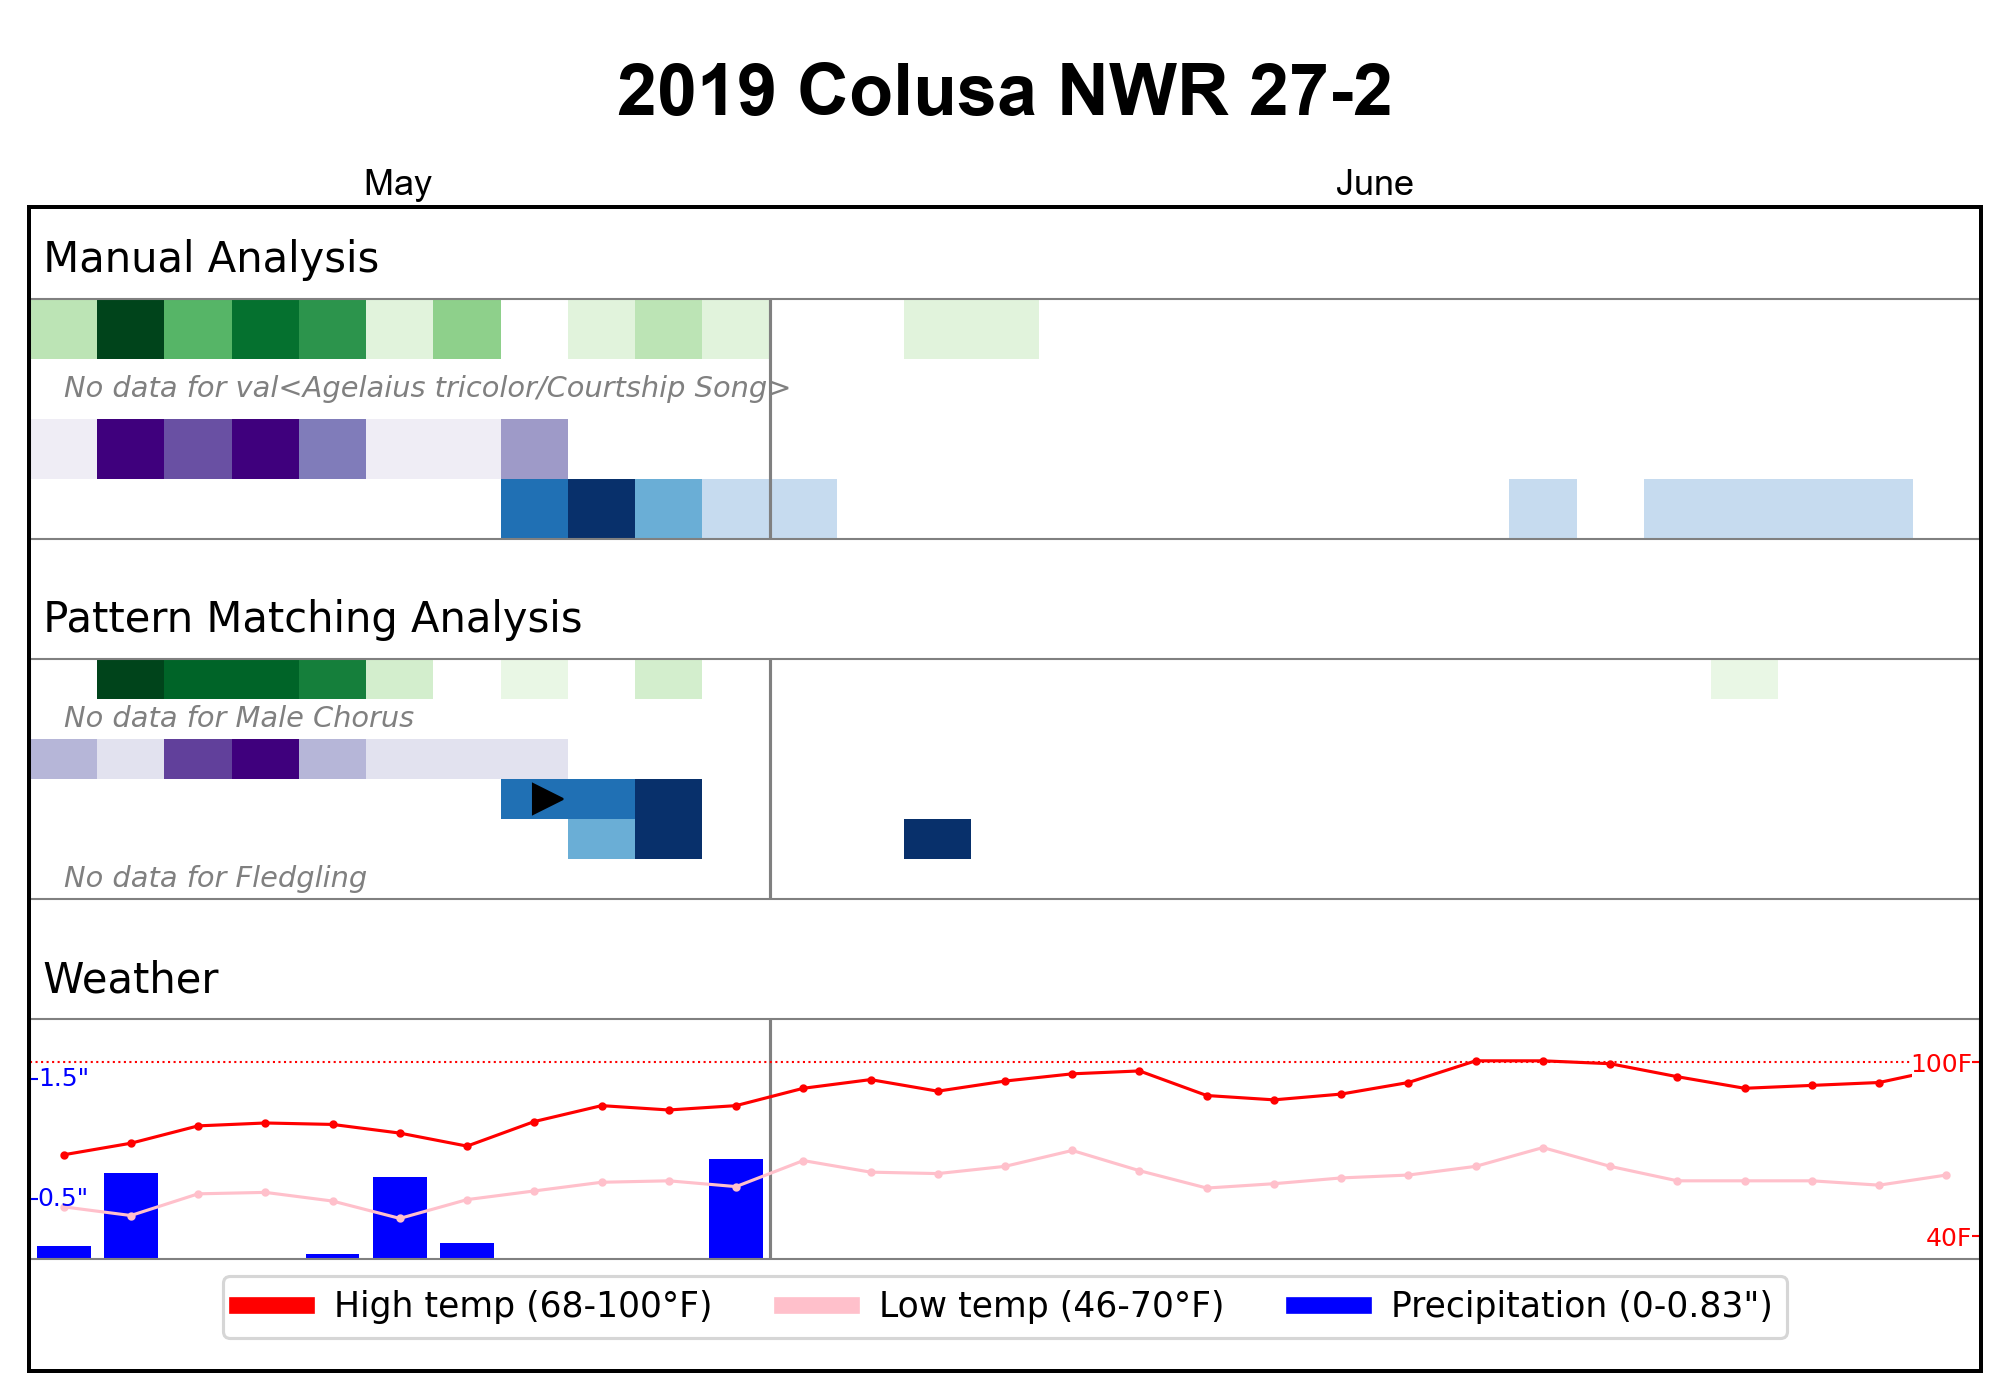 2019 Colusa NWR 27-2
May June
Manual Analysis
No data for val<Agelaius tricolor/Courtship Song>
Pattern Matching Analysis
No data for Male Chorus
No data for Fledgling
Weather
1.5" 100F
0.5"
40F
High temp (68-100°F) Low temp (46-70°F) Precipitation (0-0.83")